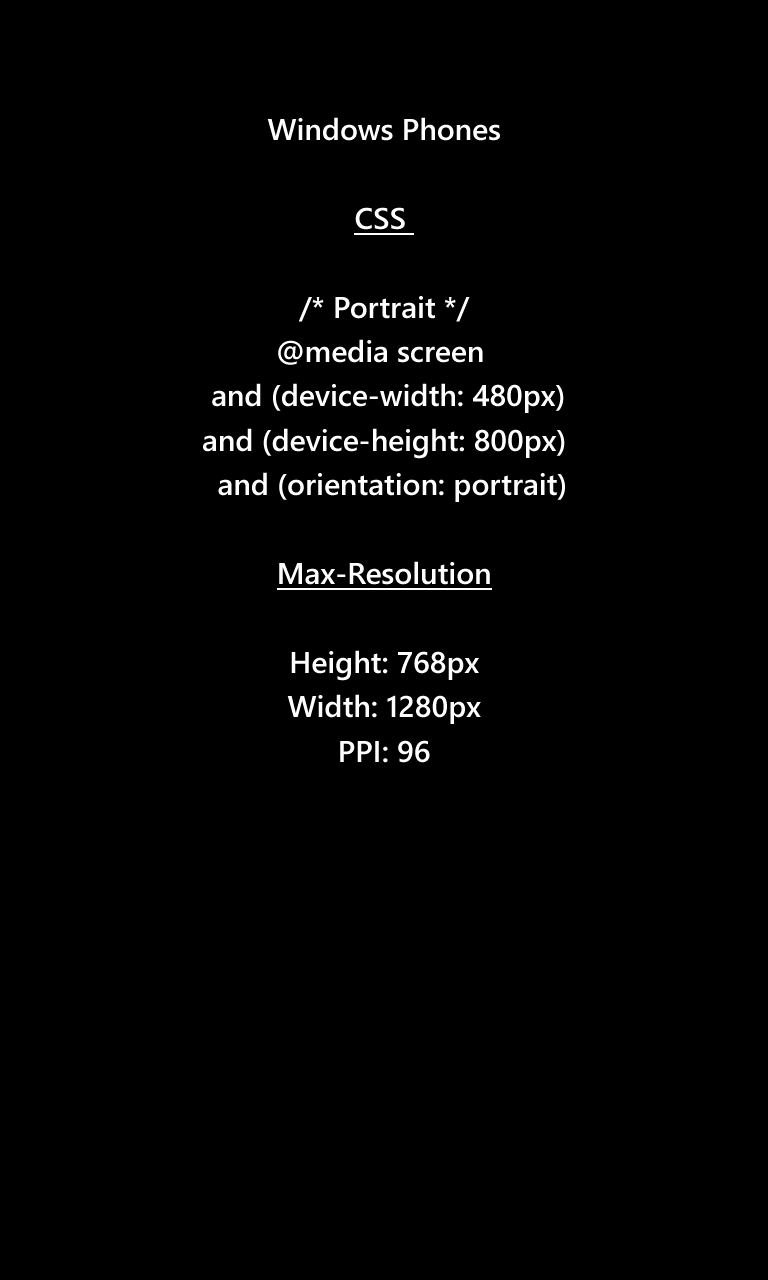 Windows Phones
CSS
/* Portrait */
@media screen
and (device-width: 480px)
and (device-height: 800px)
and (orientation: portrait)
Max-Resolution
Height: 768px
Width: 1280px
PPI: 96